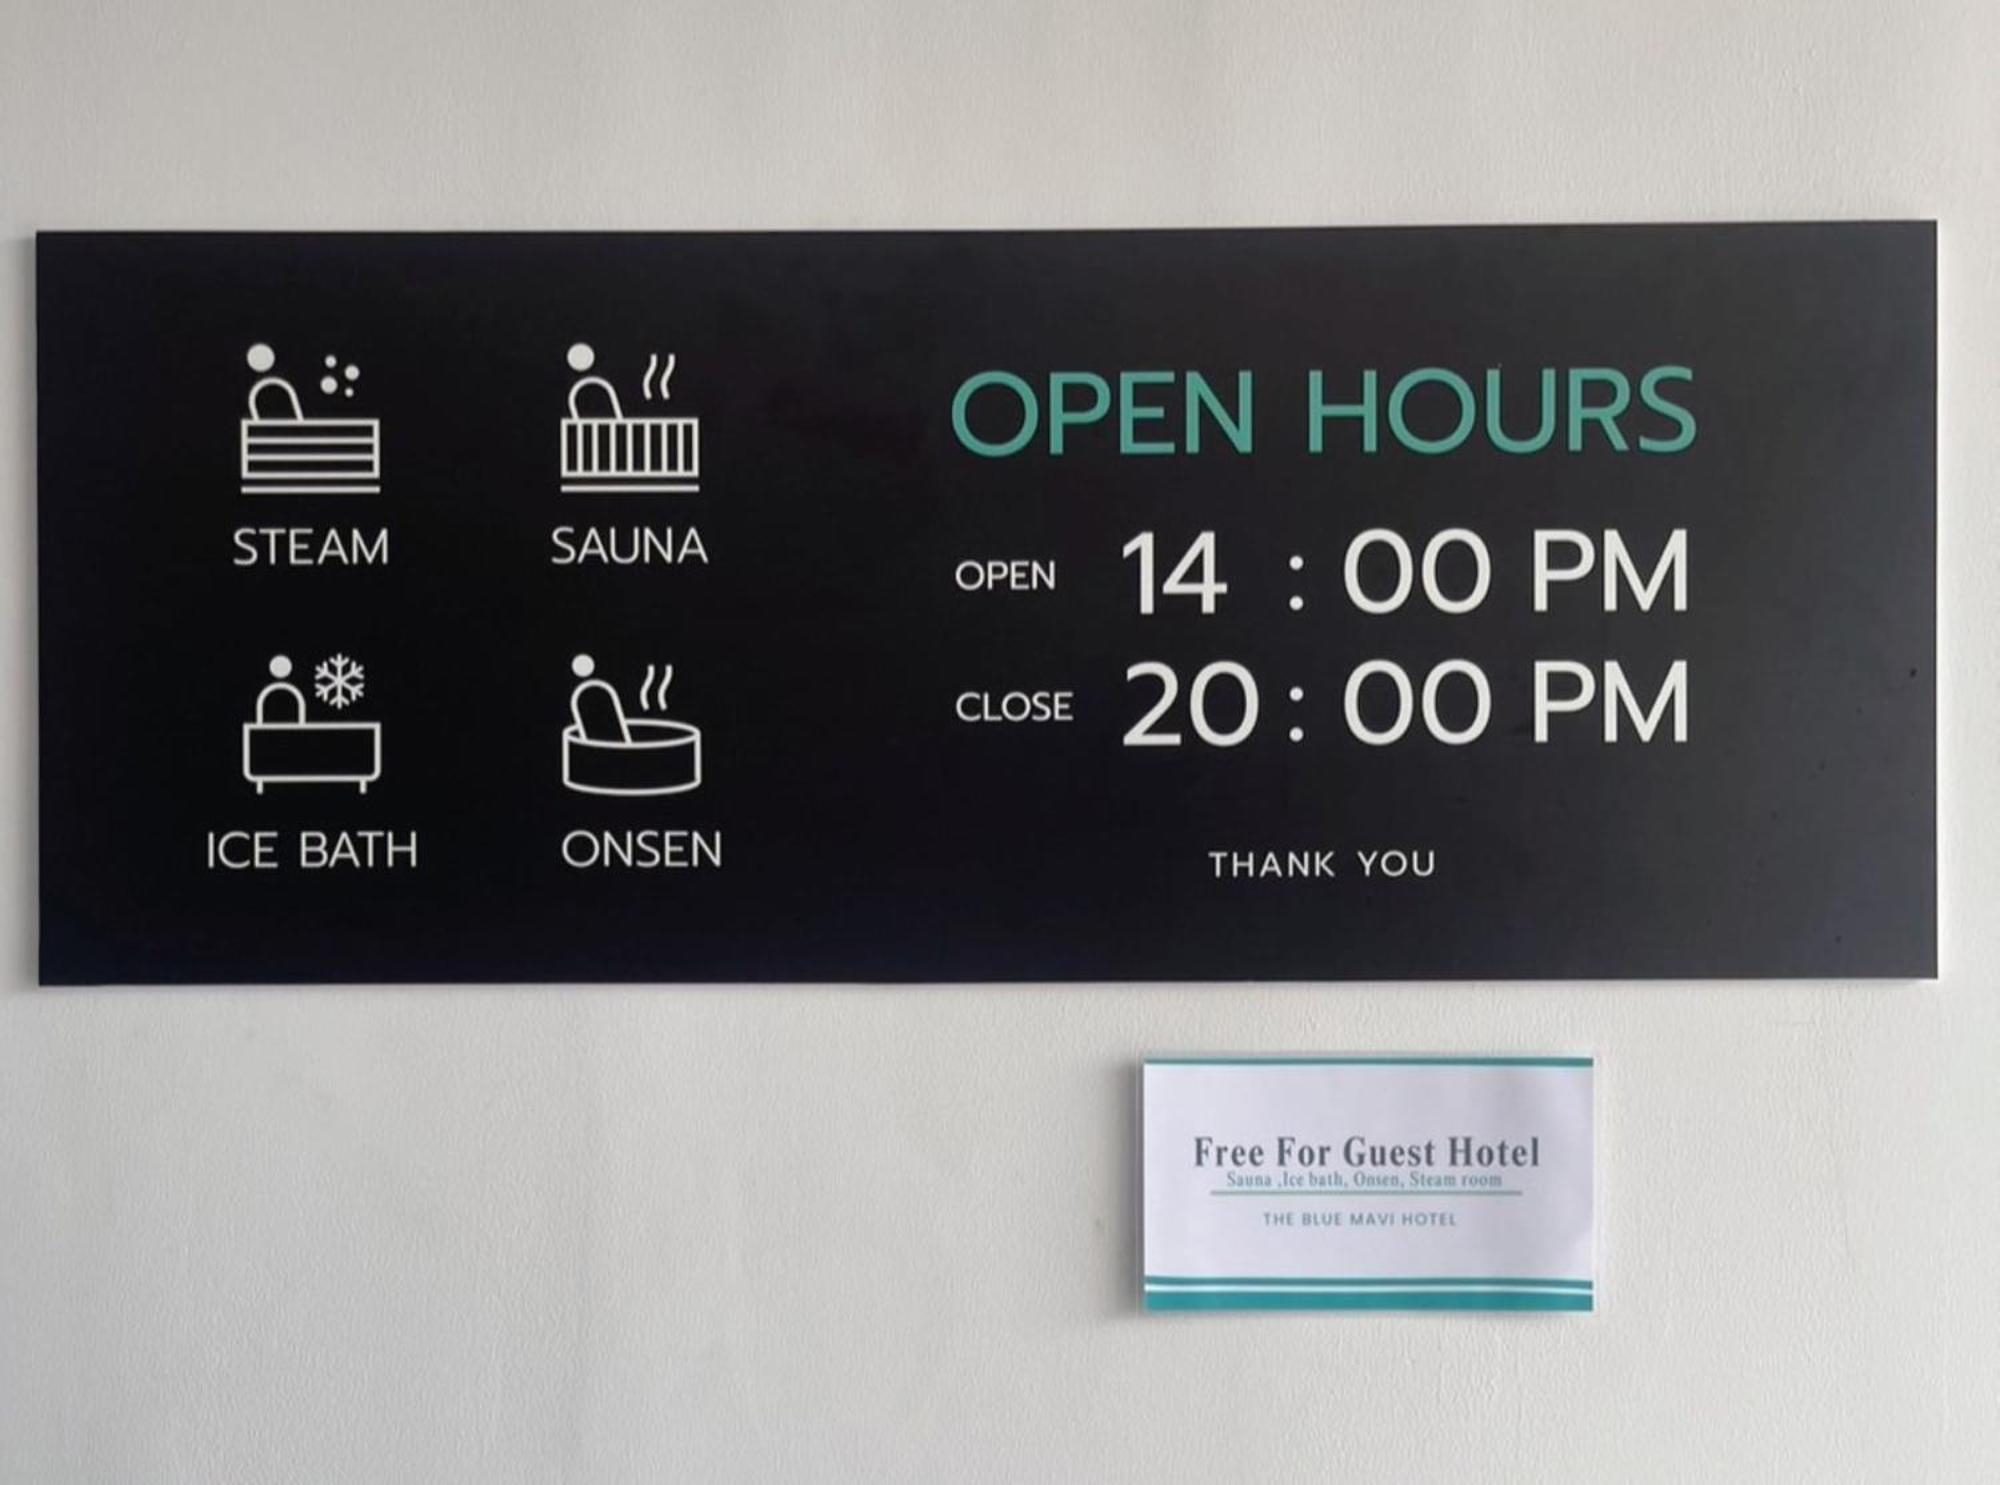 STEAM
SAUNA
ICE BATH
ONSEN
OPEN HOURS
OPEN 14 : 00 PM
CLOSE 20 : 00 PM
THANK YOU
Free For Guest Hotel
Sauna ,Ice bath, Onsen, Steam room
THE BLUE MAVI HOTEL